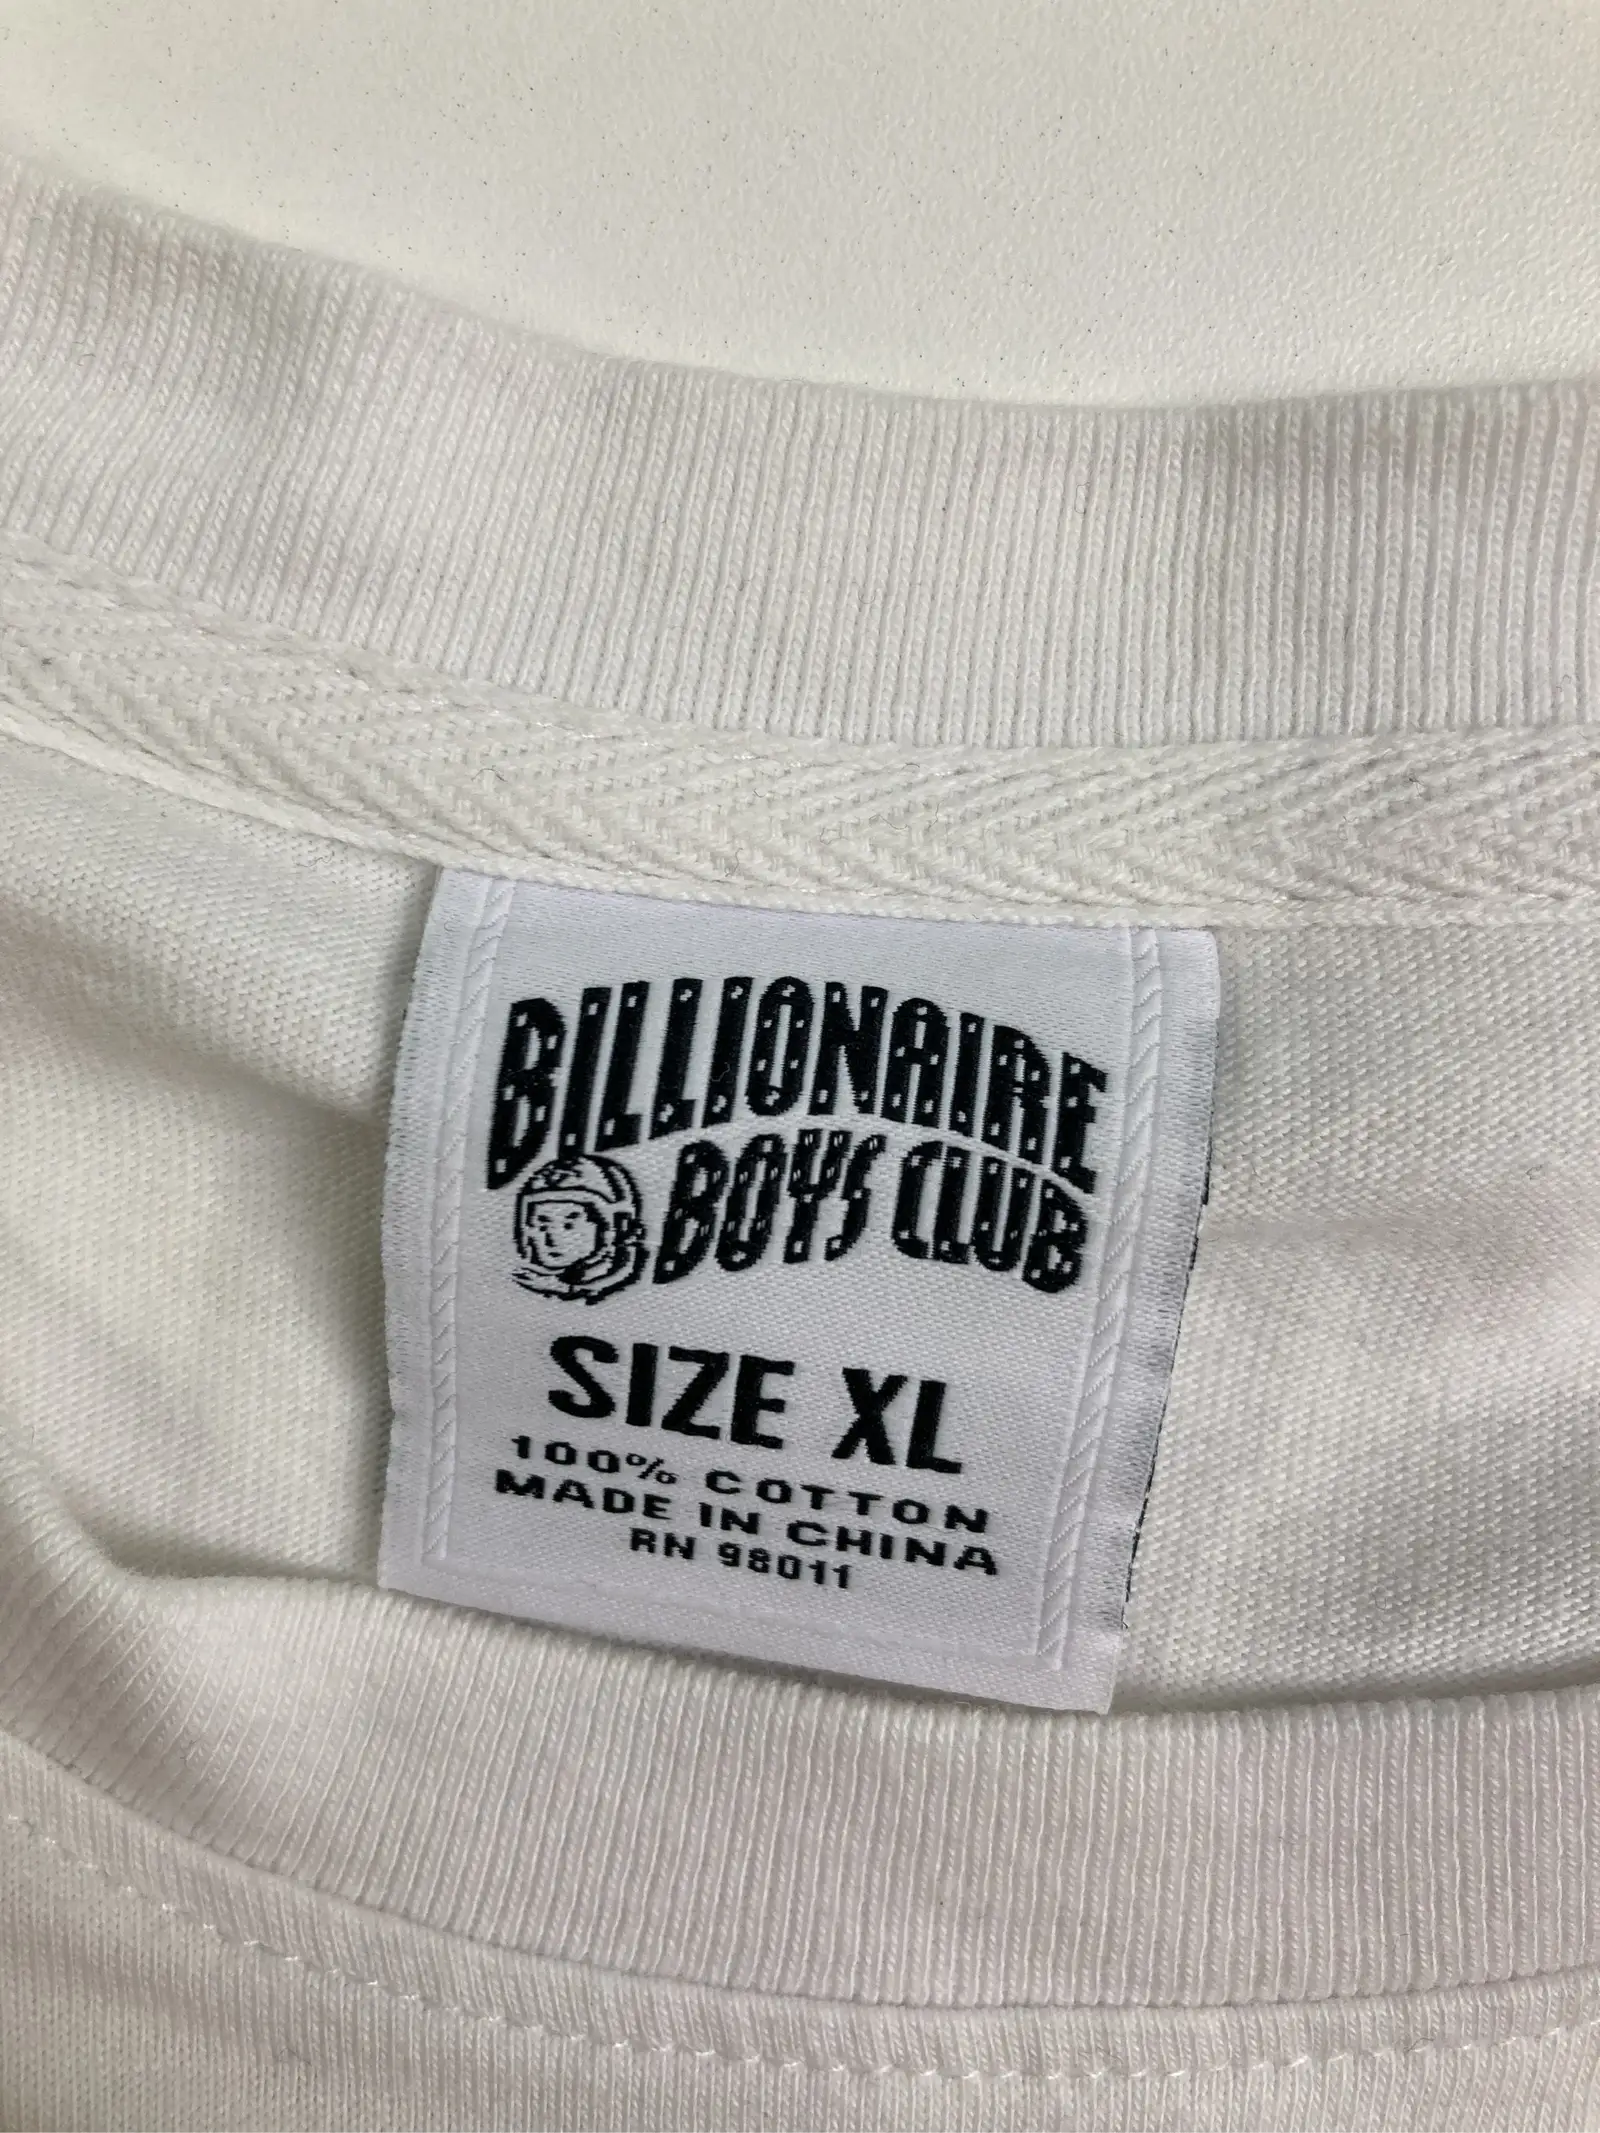 BILLIONAIRE
BOYS CLUB
SIZE XL
100% COTTON
MADE IN CHINA
RN 98011